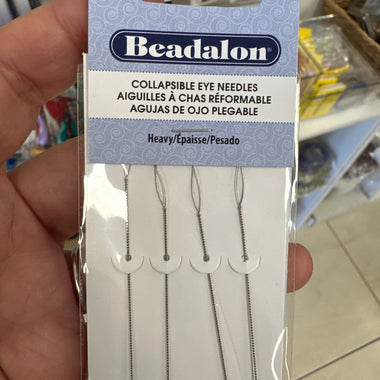 Beadalon®
COLLAPSIBLE EYE NEEDLES
AIGUILLES À CHAS RÉFORMABLE
AGUJAS DE OJO PLEGABLE
Heavy/Épaisse/Pesado